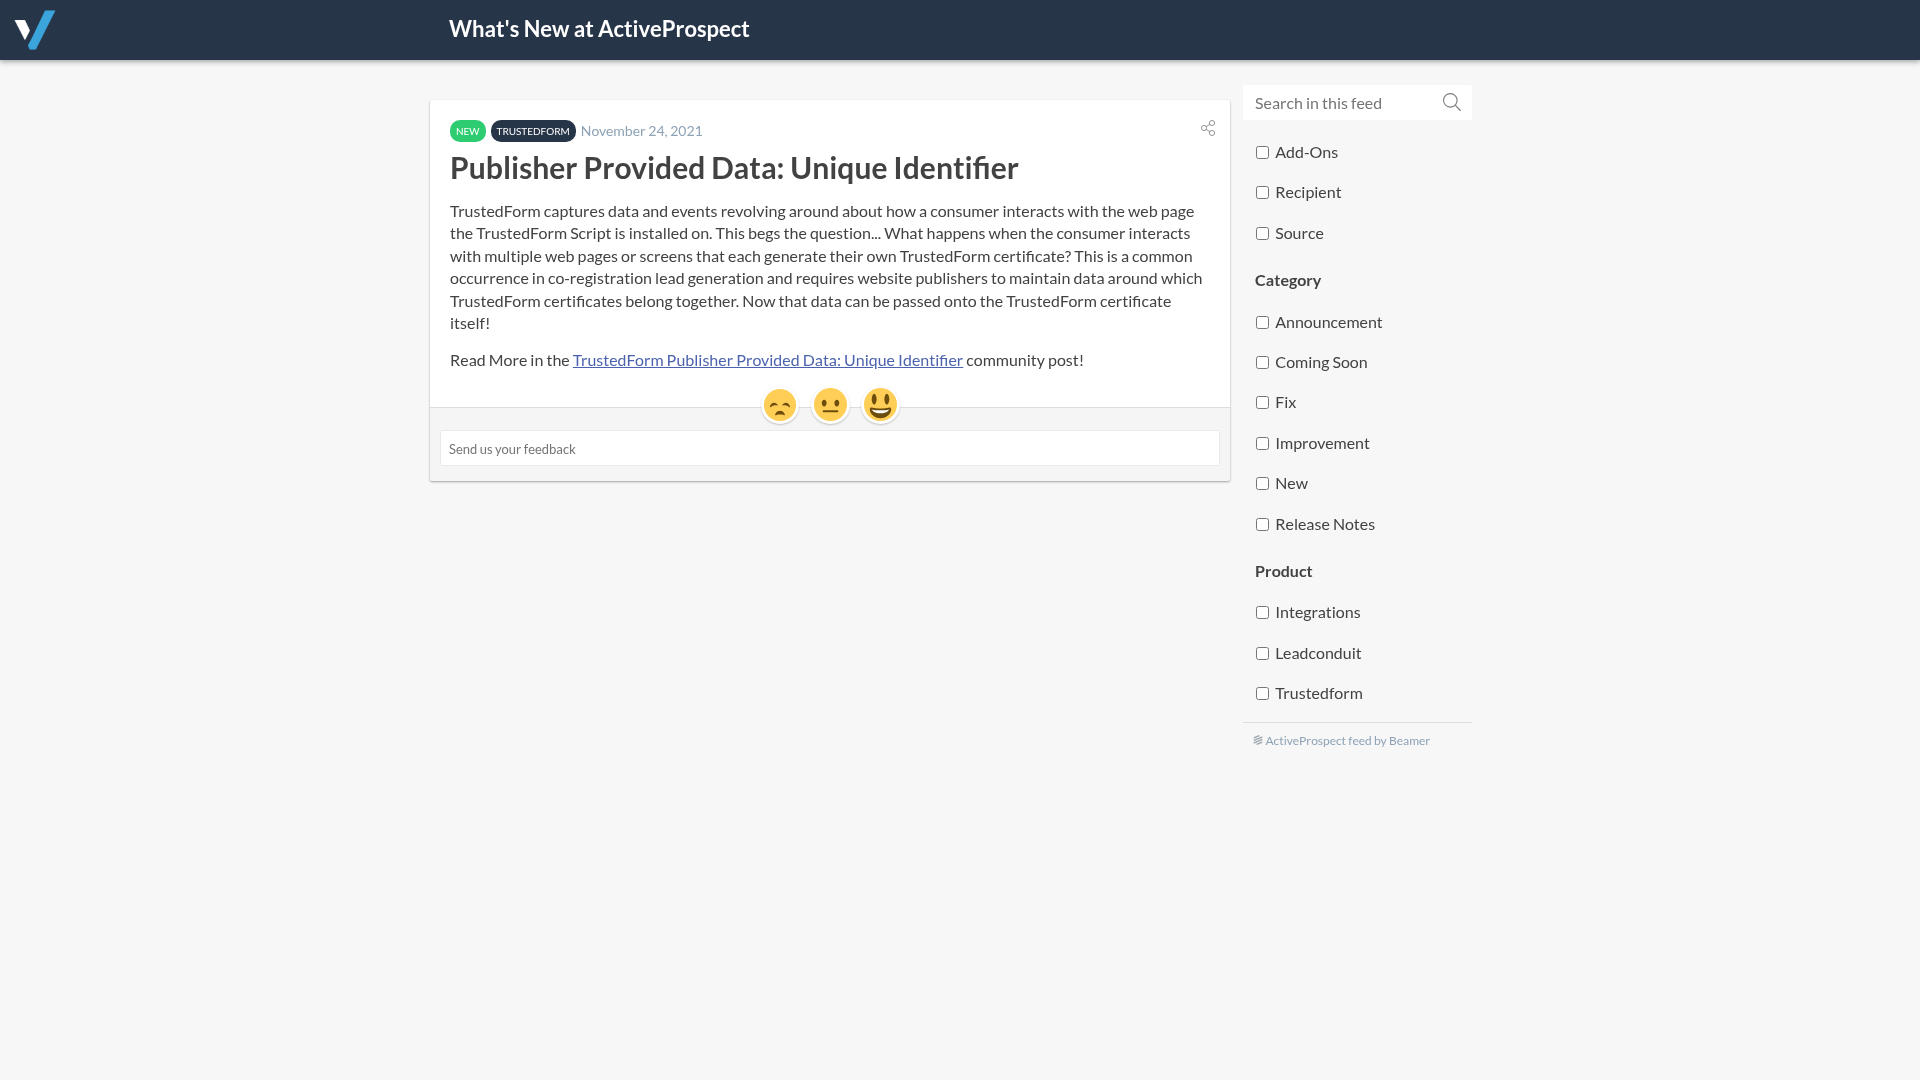 What's New at ActiveProspect
NEW TRUSTEDFORM November 24, 2021
Publisher Provided Data: Unique Identifier
TrustedForm captures data and events revolving around about how a consumer interacts with the web page
the TrustedForm Script is installed on. This begs the question... What happens when the consumer interacts
with multiple web pages or screens that each generate their own TrustedForm certificate? This is a common
occurrence in co-registration lead generation and requires website publishers to maintain data around which
TrustedForm certificates belong together. Now that data can be passed onto the TrustedForm certificate
itself!
Read More in the TrustedForm Publisher Provided Data: Unique Identifier community post!
Send us your feedback
Search in this feed
Add-Ons
Recipient
Source
Category
Announcement
Coming Soon
Fix
Improvement
New
Release Notes
Product
Integrations
Leadconduit
Trustedform
ActiveProspect feed by Beamer